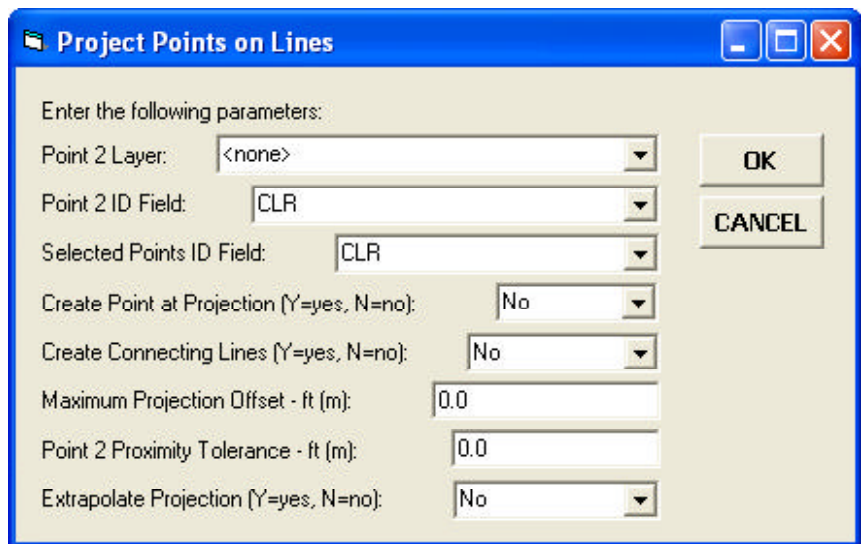 Project Points on Lines
Enter the following parameters:
Point 2 Layer: <none>
OK
Point 2 ID Field: CLR
CANCEL
Selected Points ID Field: CLR
Create Point at Projection (Y=yes, N=no): No
Create Connecting Lines (Y=yes, N=no): No
Maximum Projection Offset - ft (m): 0.0
Point 2 Proximity Tolerance - ft (m): 0.0
Extrapolate Projection (Y=yes, N=no): No